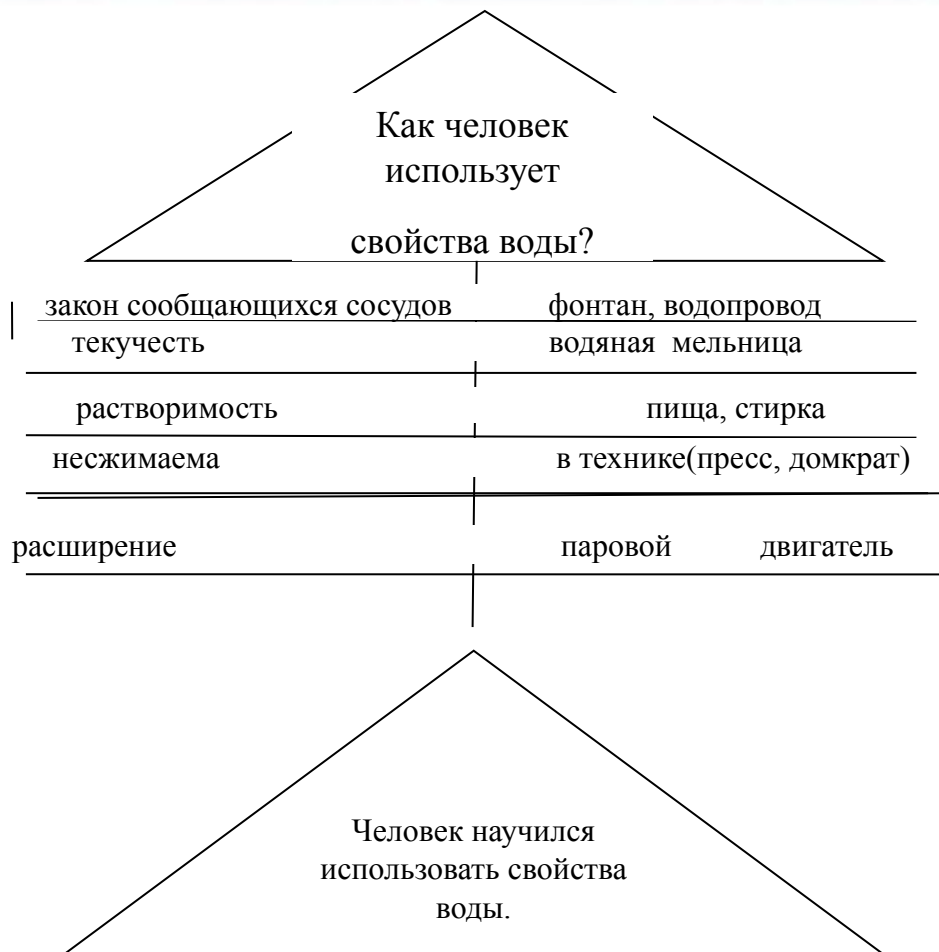 Как человек
использует
свойства воды?
закон сообщающихся сосудов фонтан, водопровод
текучесть водяная мельница
растворимость пища, стирка
несжимаема в технике(пресс, домкрат)
расширение паровой двигатель
Человек научился
использовать свойства
воды.